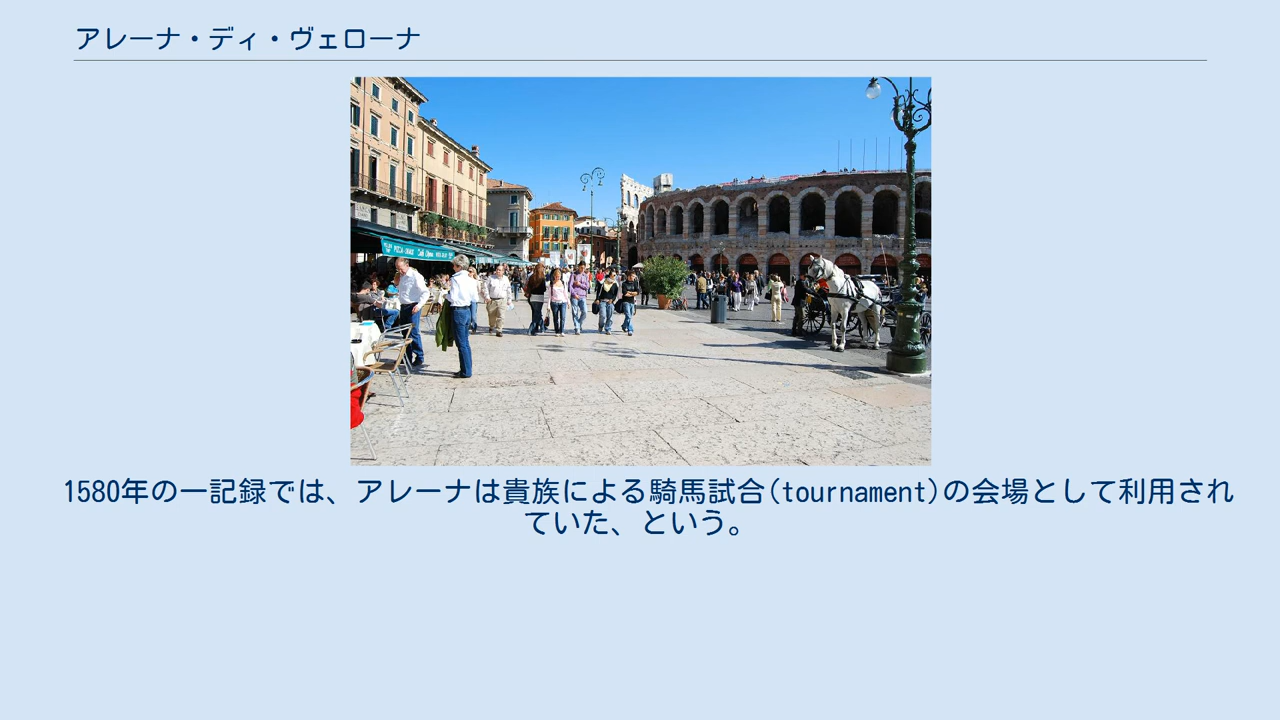 アレーナ・ディ・ヴェローナ
1580年の一記録では、アレーナは貴族による騎馬試合(tournament)の会場として利用され
ていた、という。